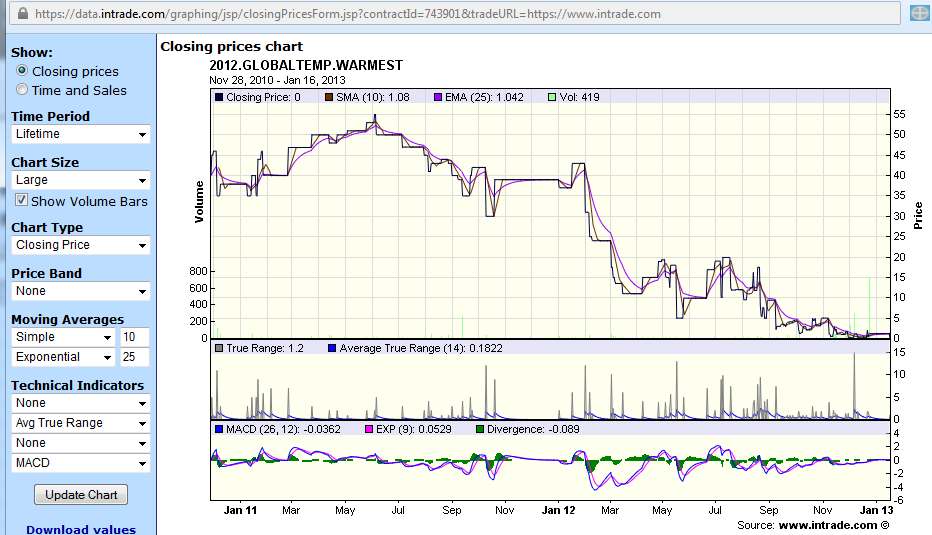 https://data.intrade.com/graphing/jsp/closingPricesForm.jsp?contractId=743901&tradeURL=https://www.intrade.com
Show:
Closing prices
Time and Sales
Time Period
Lifetime
Chart Size
Large
Show Volume Bars
Chart Type
Closing Price
Price Band
None
Moving Averages
Simple 10
Exponential 25
Technical Indicators
None
Avg True Range
None
MACD
Update Chart
Download values
Closing prices chart
2012.GLOBALTEMP.WARMEST
Nov 28, 2010 - Jan 16, 2013
Closing Price: 0 SMA (10): 1.08 EMA (25): 1.042 Vol: 419
Volume
800
600
400
200
0
55
50
45
40
35
30
25
20
15
10
5
0
Price
True Range: 1.2 Average True Range (14): 0.1822
15
10
5
0
MACD (26, 12): -0.0362 EXP (9): 0.0529 Divergence: -0.089
4
2
0
-2
-4
-6
Jan 11 Mar May Jul Sep Nov Jan 12 Mar May Jul Sep Nov Jan 13
Source: www.intrade.com ©